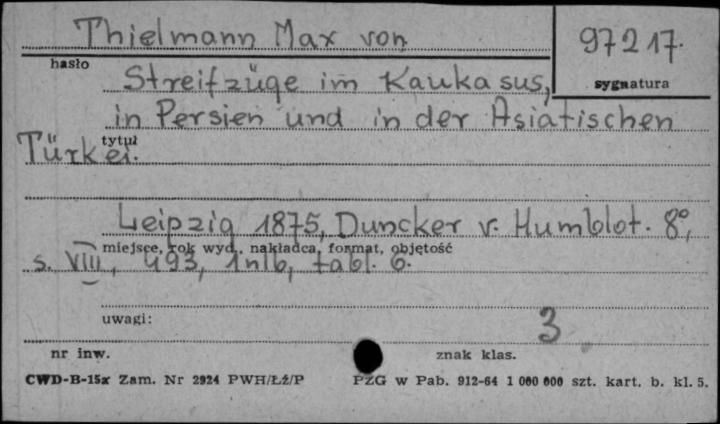 Thielmann Max von
97217.
hasło
sygnatura
Streifzüge im Kaukasus,
in Persien und in der Asiatischen
tytuł
Türkei.
Leipzig 1875, Duncker v. Humblot. 8°,
miejsce, rok wyd., nakładca, format, objętość
s. VIII, 493, 1 nlb, tabl. 6.
uwagi:
3
nr inw.
znak klas.
CWD-B-15x Zam. Nr 2924 PWH/Łź/P
PZG w Pab. 912-64 1 000 000 szt. kart. b. kl. 5.